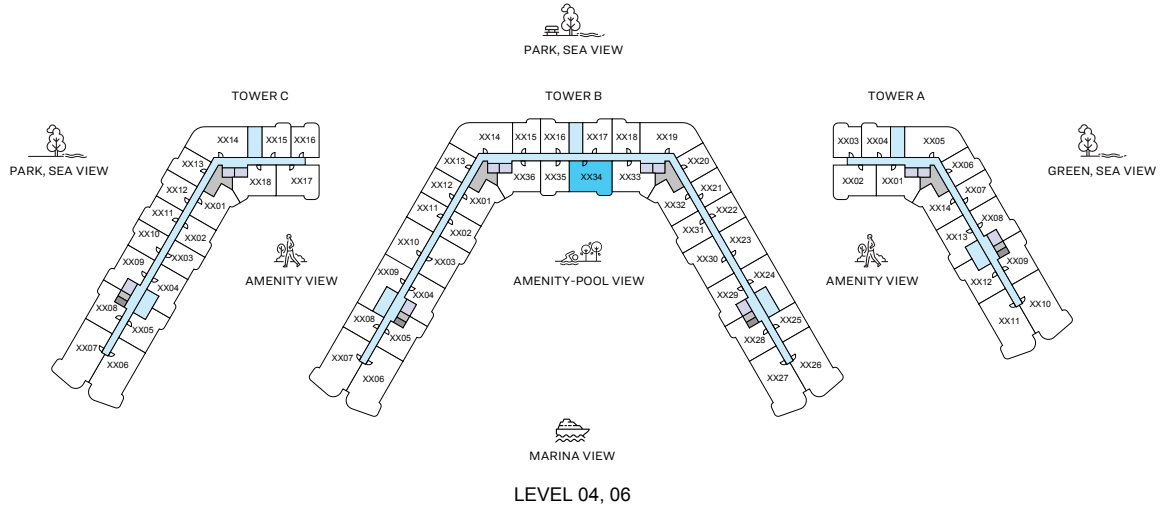 PARK, SEA VIEW
TOWER C
TOWER B
TOWER A
PARK, SEA VIEW
GREEN, SEA VIEW
XX14
XX15
XX16
XX13
XX12
XX11
XX10
XX09
XX08
XX07
XX06
XX05
XX04
XX03
XX02
XX01
XX18
XX17
XX14
XX15
XX16
XX17
XX18
XX19
XX13
XX12
XX11
XX10
XX09
XX08
XX07
XX06
XX05
XX04
XX03
XX02
XX01
XX36
XX35
XX34
XX33
XX32
XX31
XX30
XX29
XX28
XX27
XX26
XX25
XX24
XX23
XX22
XX21
XX20
XX03
XX04
XX05
XX02
XX01
XX06
XX07
XX08
XX09
XX10
XX11
XX12
XX13
XX14
AMENITY VIEW
AMENITY-POOL VIEW
AMENITY VIEW
MARINA VIEW
LEVEL 04, 06